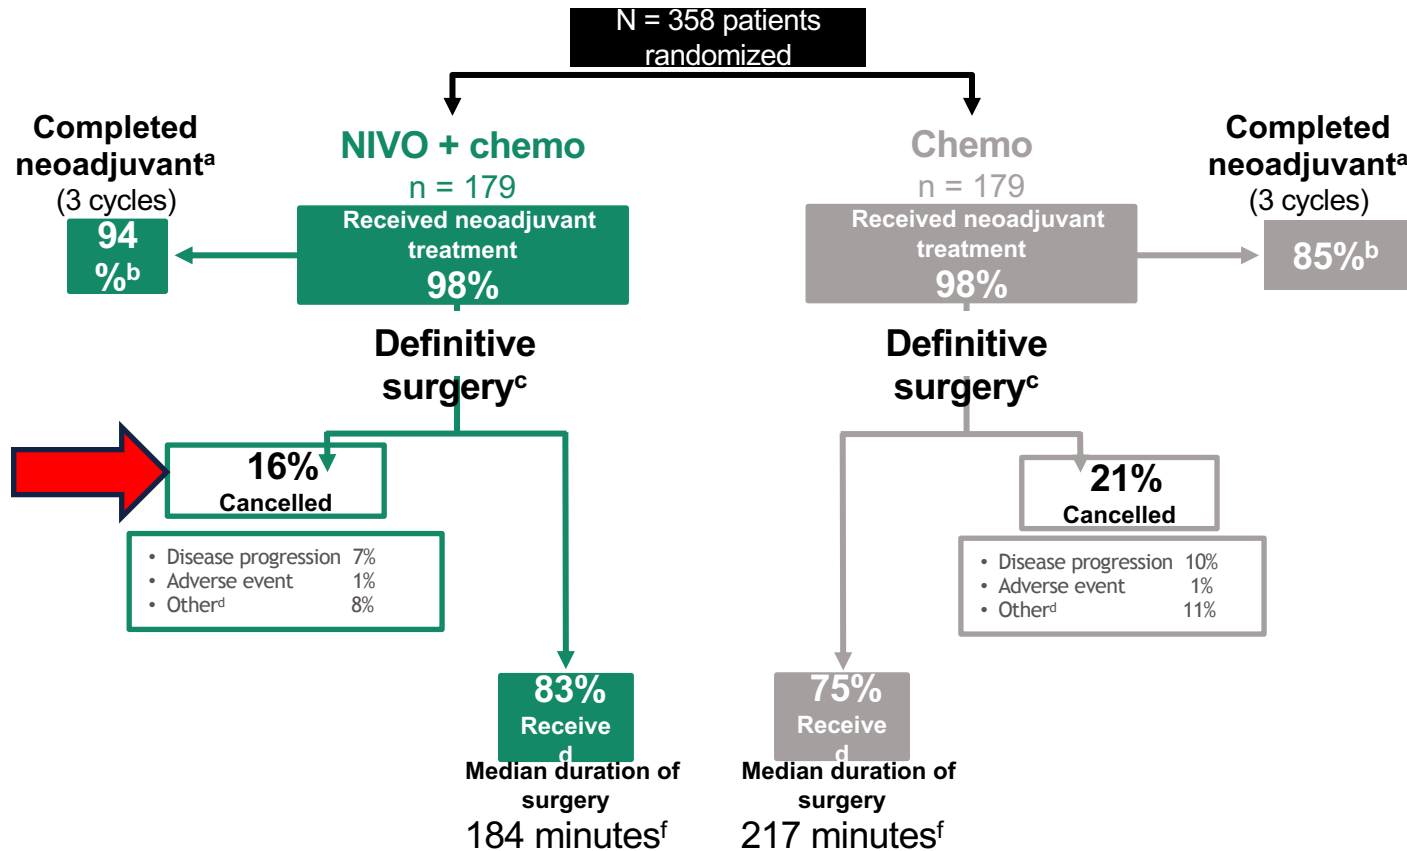 N = 358 patients
randomized
Completed
neoadjuvantᵃ
(3 cycles)
94
%ᵇ
NIVO + chemo
n = 179
Received neoadjuvant
treatment
98%
Chemo
n = 179
Received neoadjuvant
treatment
98%
Completed
neoadjuvantᵃ
(3 cycles)
85%ᵇ
Definitive
surgeryᶜ
Definitive
surgeryᶜ
16%
Cancelled
• Disease progression 7%
• Adverse event 1%
• Otherᵈ 8%
21%
Cancelled
• Disease progression 10%
• Adverse event 1%
• Otherᵈ 11%
83%
Receive
d
Median duration of
surgery
184 minutesᶠ
75%
Receive
d
Median duration of
surgery
217 minutesᶠ